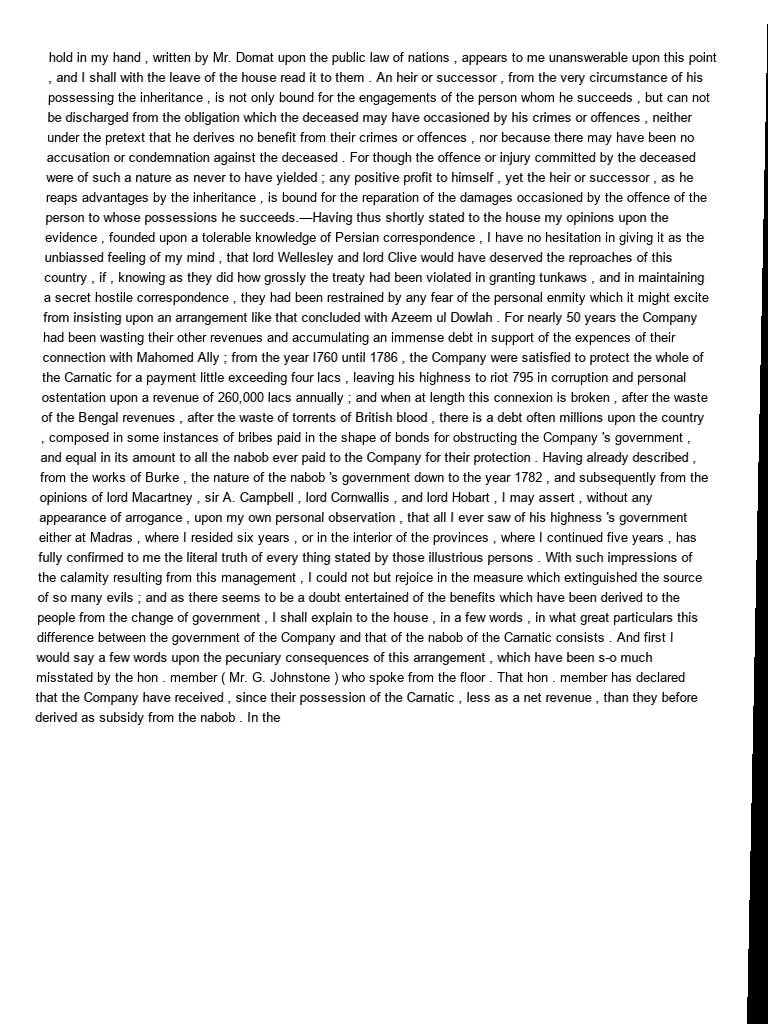 hold in my hand , written by Mr. Domat upon the public law of nations , appears to me unanswerable upon this point
, and I shall with the leave of the house read it to them . An heir or successor , from the very circumstance of his
possessing the inheritance , is not only bound for the engagements of the person whom he succeeds , but can not
be discharged from the obligation which the deceased may have occasioned by his crimes or offences , neither
under the pretext that he derives no benefit from their crimes or offences , nor because there may have been no
accusation or condemnation against the deceased . For though the offence or injury committed by the deceased
were of such a nature as never to have yielded ; any positive profit to himself , yet the heir or successor , as he
reaps advantages by the inheritance , is bound for the reparation of the damages occasioned by the offence of the
person to whose possessions he succeeds.—Having thus shortly stated to the house my opinions upon the
evidence , founded upon a tolerable knowledge of Persian correspondence , I have no hesitation in giving it as the
unbiassed feeling of my mind , that lord Wellesley and lord Clive would have deserved the reproaches of this
country , if , knowing as they did how grossly the treaty had been violated in granting tunkaws , and in maintaining
a secret hostile correspondence , they had been restrained by any fear of the personal enmity which it might excite
from insisting upon an arrangement like that concluded with Azeem ul Dowlah . For nearly 50 years the Company
had been wasting their other revenues and accumulating an immense debt in support of the expences of their
connection with Mahomed Ally ; from the year I760 until 1786 , the Company were satisfied to protect the whole of
the Carnatic for a payment little exceeding four lacs , leaving his highness to riot 795 in corruption and personal
ostentation upon a revenue of 260,000 lacs annually ; and when at length this connexion is broken , after the waste
of the Bengal revenues , after the waste of torrents of British blood , there is a debt often millions upon the country
, composed in some instances of bribes paid in the shape of bonds for obstructing the Company 's government ,
and equal in its amount to all the nabob ever paid to the Company for their protection . Having already described ,
from the works of Burke , the nature of the nabob 's government down to the year 1782 , and subsequently from the
opinions of lord Macartney , sir A. Campbell , lord Cornwallis , and lord Hobart , I may assert , without any
appearance of arrogance , upon my own personal observation , that all I ever saw of his highness 's government
either at Madras , where I resided six years , or in the interior of the provinces , where I continued five years , has
fully confirmed to me the literal truth of every thing stated by those illustrious persons . With such impressions of
the calamity resulting from this management , I could not but rejoice in the measure which extinguished the source
of so many evils ; and as there seems to be a doubt entertained of the benefits which have been derived to the
people from the change of government , I shall explain to the house , in a few words , in what great particulars this
difference between the government of the Company and that of the nabob of the Carnatic consists . And first I
would say a few words upon the pecuniary consequences of this arrangement , which have been s-o much
misstated by the hon . member ( Mr. G. Johnstone ) who spoke from the floor . That hon . member has declared
that the Company have received , since their possession of the Carnatic , less as a net revenue , than they before
derived as subsidy from the nabob . In the